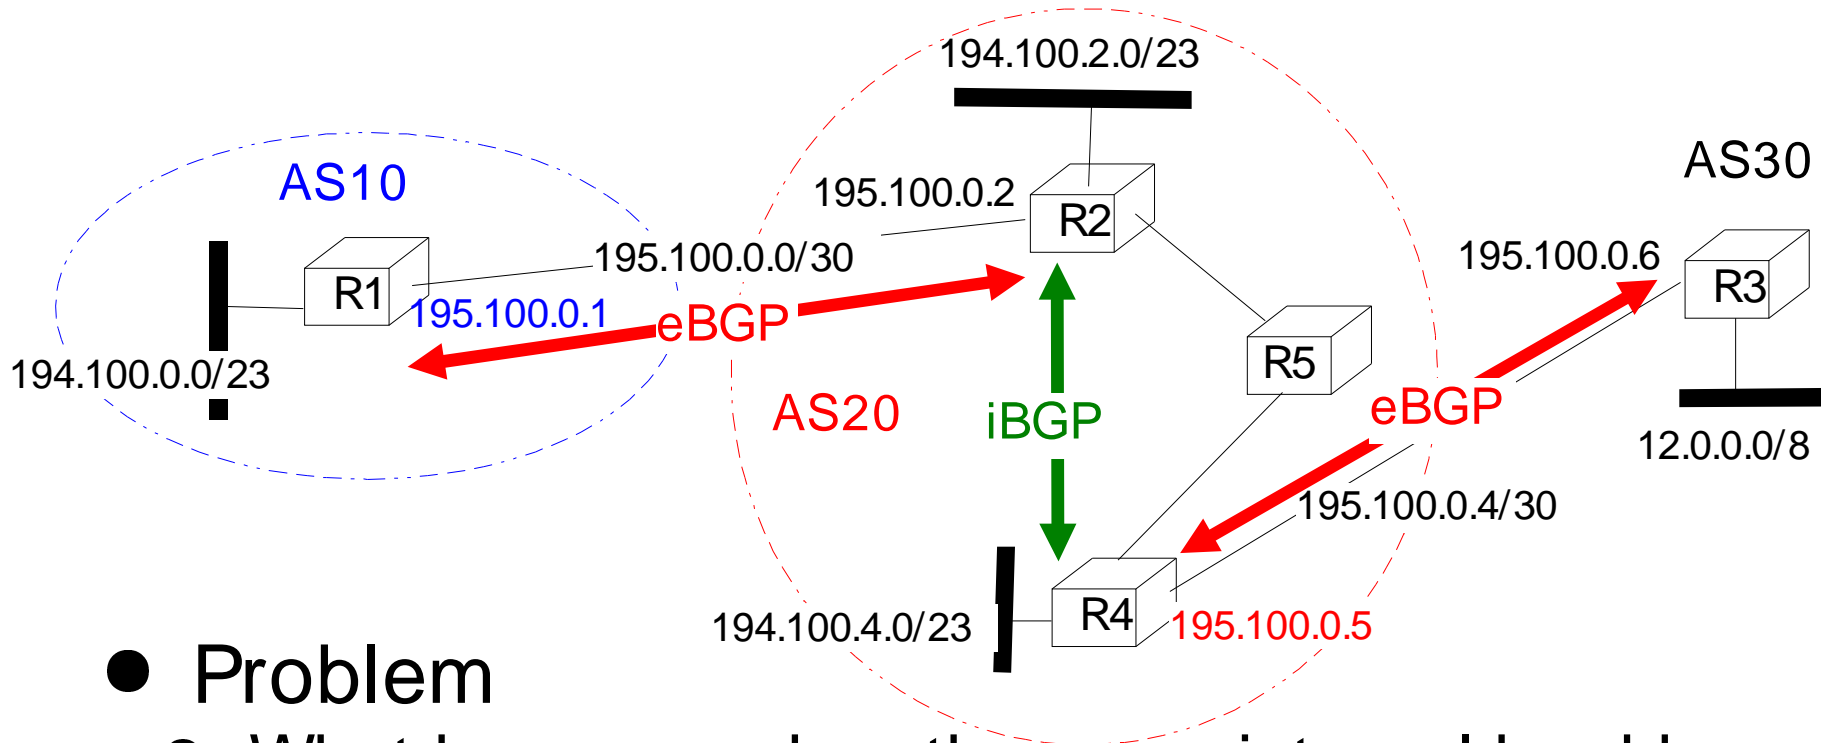 194.100.2.0/23
AS10
AS30
195.100.0.2
R2
195.100.0.0/30
195.100.0.6
R1
R3
195.100.0.1
eBGP
R5
194.100.0.0/23
AS20
iBGP
eBGP
12.0.0.0/8
195.100.0.4/30
194.100.4.0/23
R4
195.100.0.5
● Problem